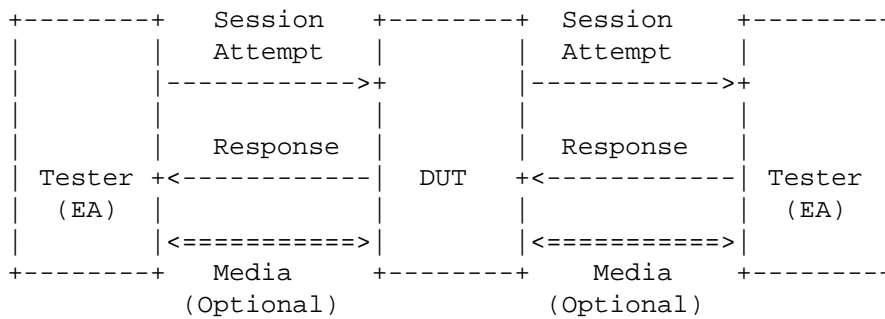 Session Session
Attempt Attempt
Response Response
Tester DUT Tester
(EA) (EA)
Media Media
(Optional) (Optional)